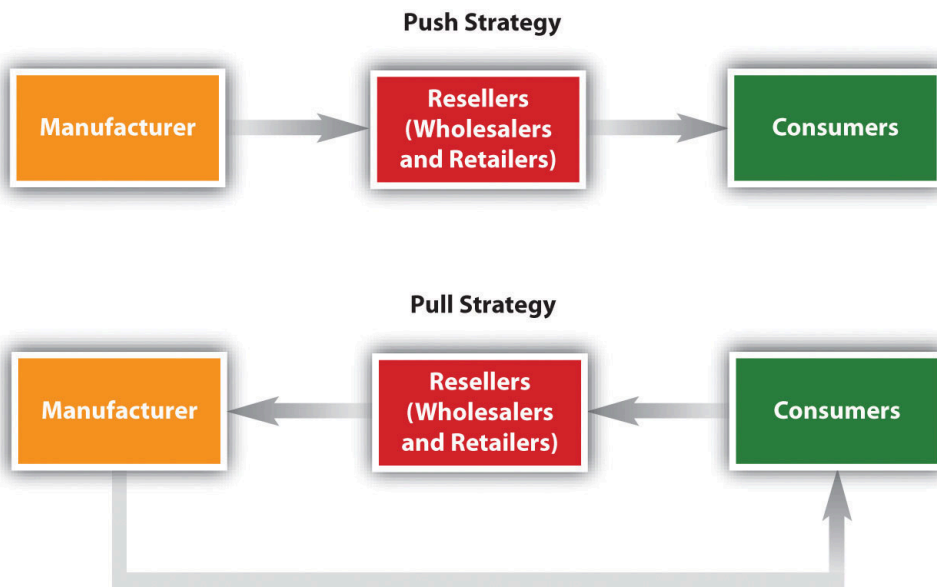 Push Strategy
Manufacturer
Resellers
(Wholesalers
and Retailers)
Consumers
Pull Strategy
Manufacturer
Resellers
(Wholesalers
and Retailers)
Consumers